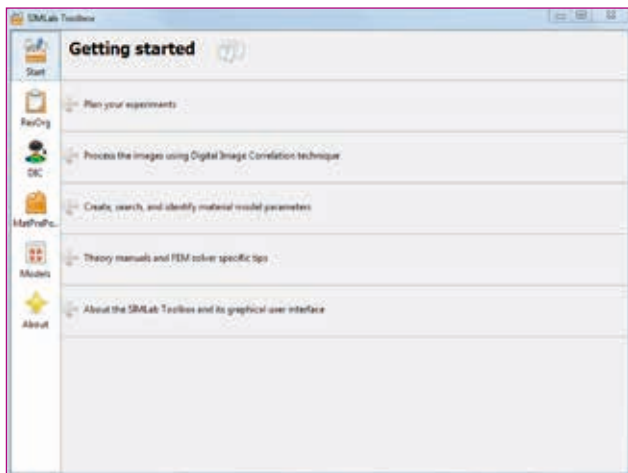 SIMLab Toolbox
Getting started
Start
Plan your experiments
ResOrg
Process the images using Digital Image Correlation technique
DIC
Create, search, and identify material model parameters
MatPrePo...
Theory manuals and FEM solver specific tips
Models
About the SIMLab Toolbox and its graphical user interface
About